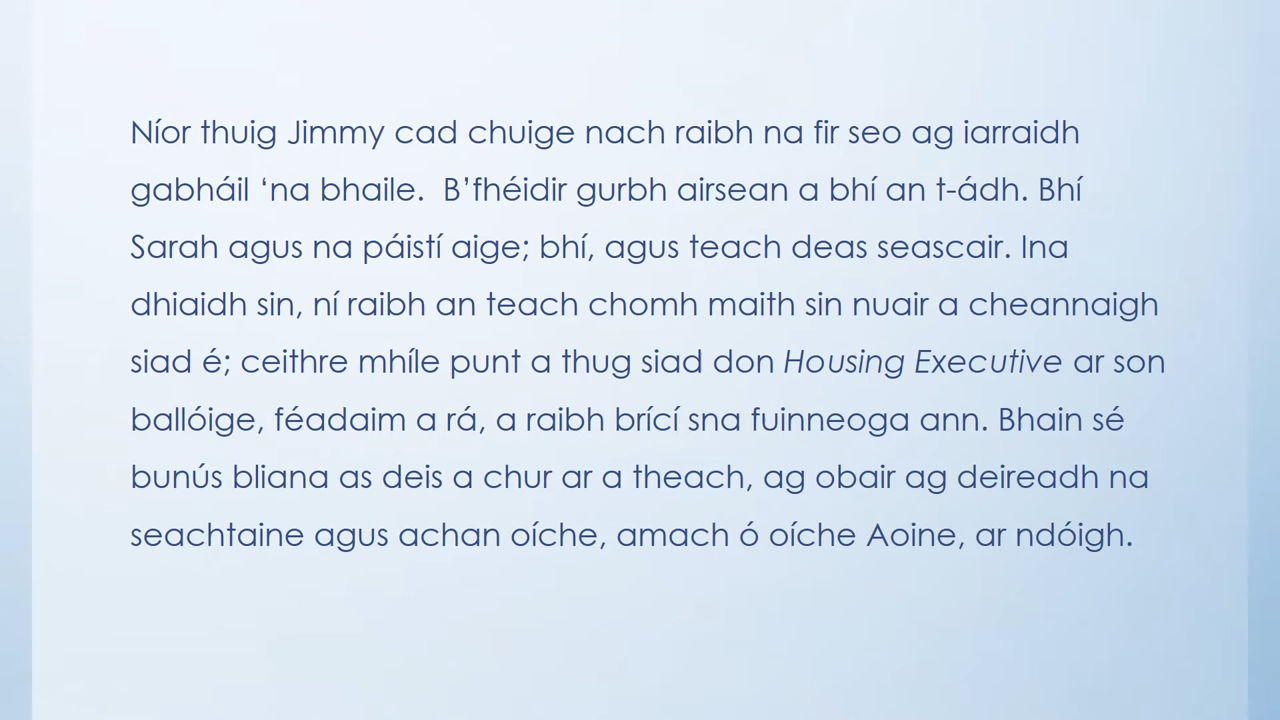 Níor thuig Jimmy cad chuige nach raibh na fir seo ag iarraidh
gabháil ‘na bhaile.  B’fhéidir gurbh airsean a bhí an t-ádh. Bhí
Sarah agus na páistí aige; bhí, agus teach deas seascair. Ina
dhiaidh sin, ní raibh an teach chomh maith sin nuair a cheannaigh
siad é; ceithre mhíle punt a thug siad don Housing Executive ar son
ballóige, féadaim a rá, a raibh brící sna fuinneoga ann. Bhain sé
bunús bliana as deis a chur ar a theach, ag obair ag deireadh na
seachtaine agus achan oíche, amach ó oíche Aoine, ar ndóigh.